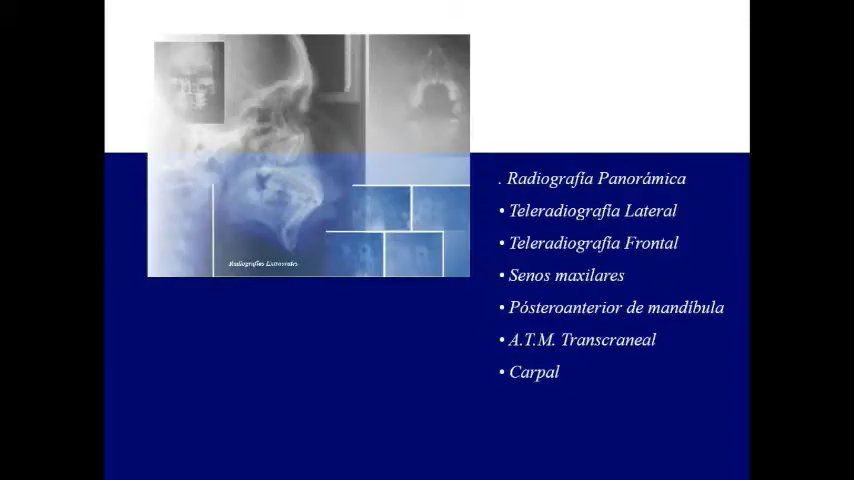 Radiografías Extraorales
. Radiografía Panorámica
• Teleradiografía Lateral
• Teleradiografía Frontal
• Senos maxilares
• Pósteroanterior de mandíbula
• A.T.M. Transcraneal
• Carpal